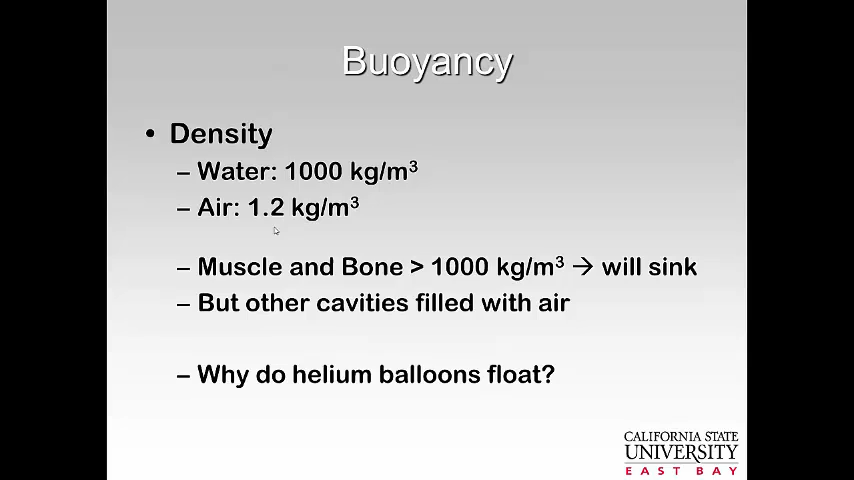 Buoyancy
• Density
– Water: 1000 kg/m³
– Air: 1.2 kg/m³
– Muscle and Bone > 1000 kg/m³ → will sink
– But other cavities filled with air
– Why do helium balloons float?
CALIFORNIA STATE
UNIVERSITY
EAST BAY